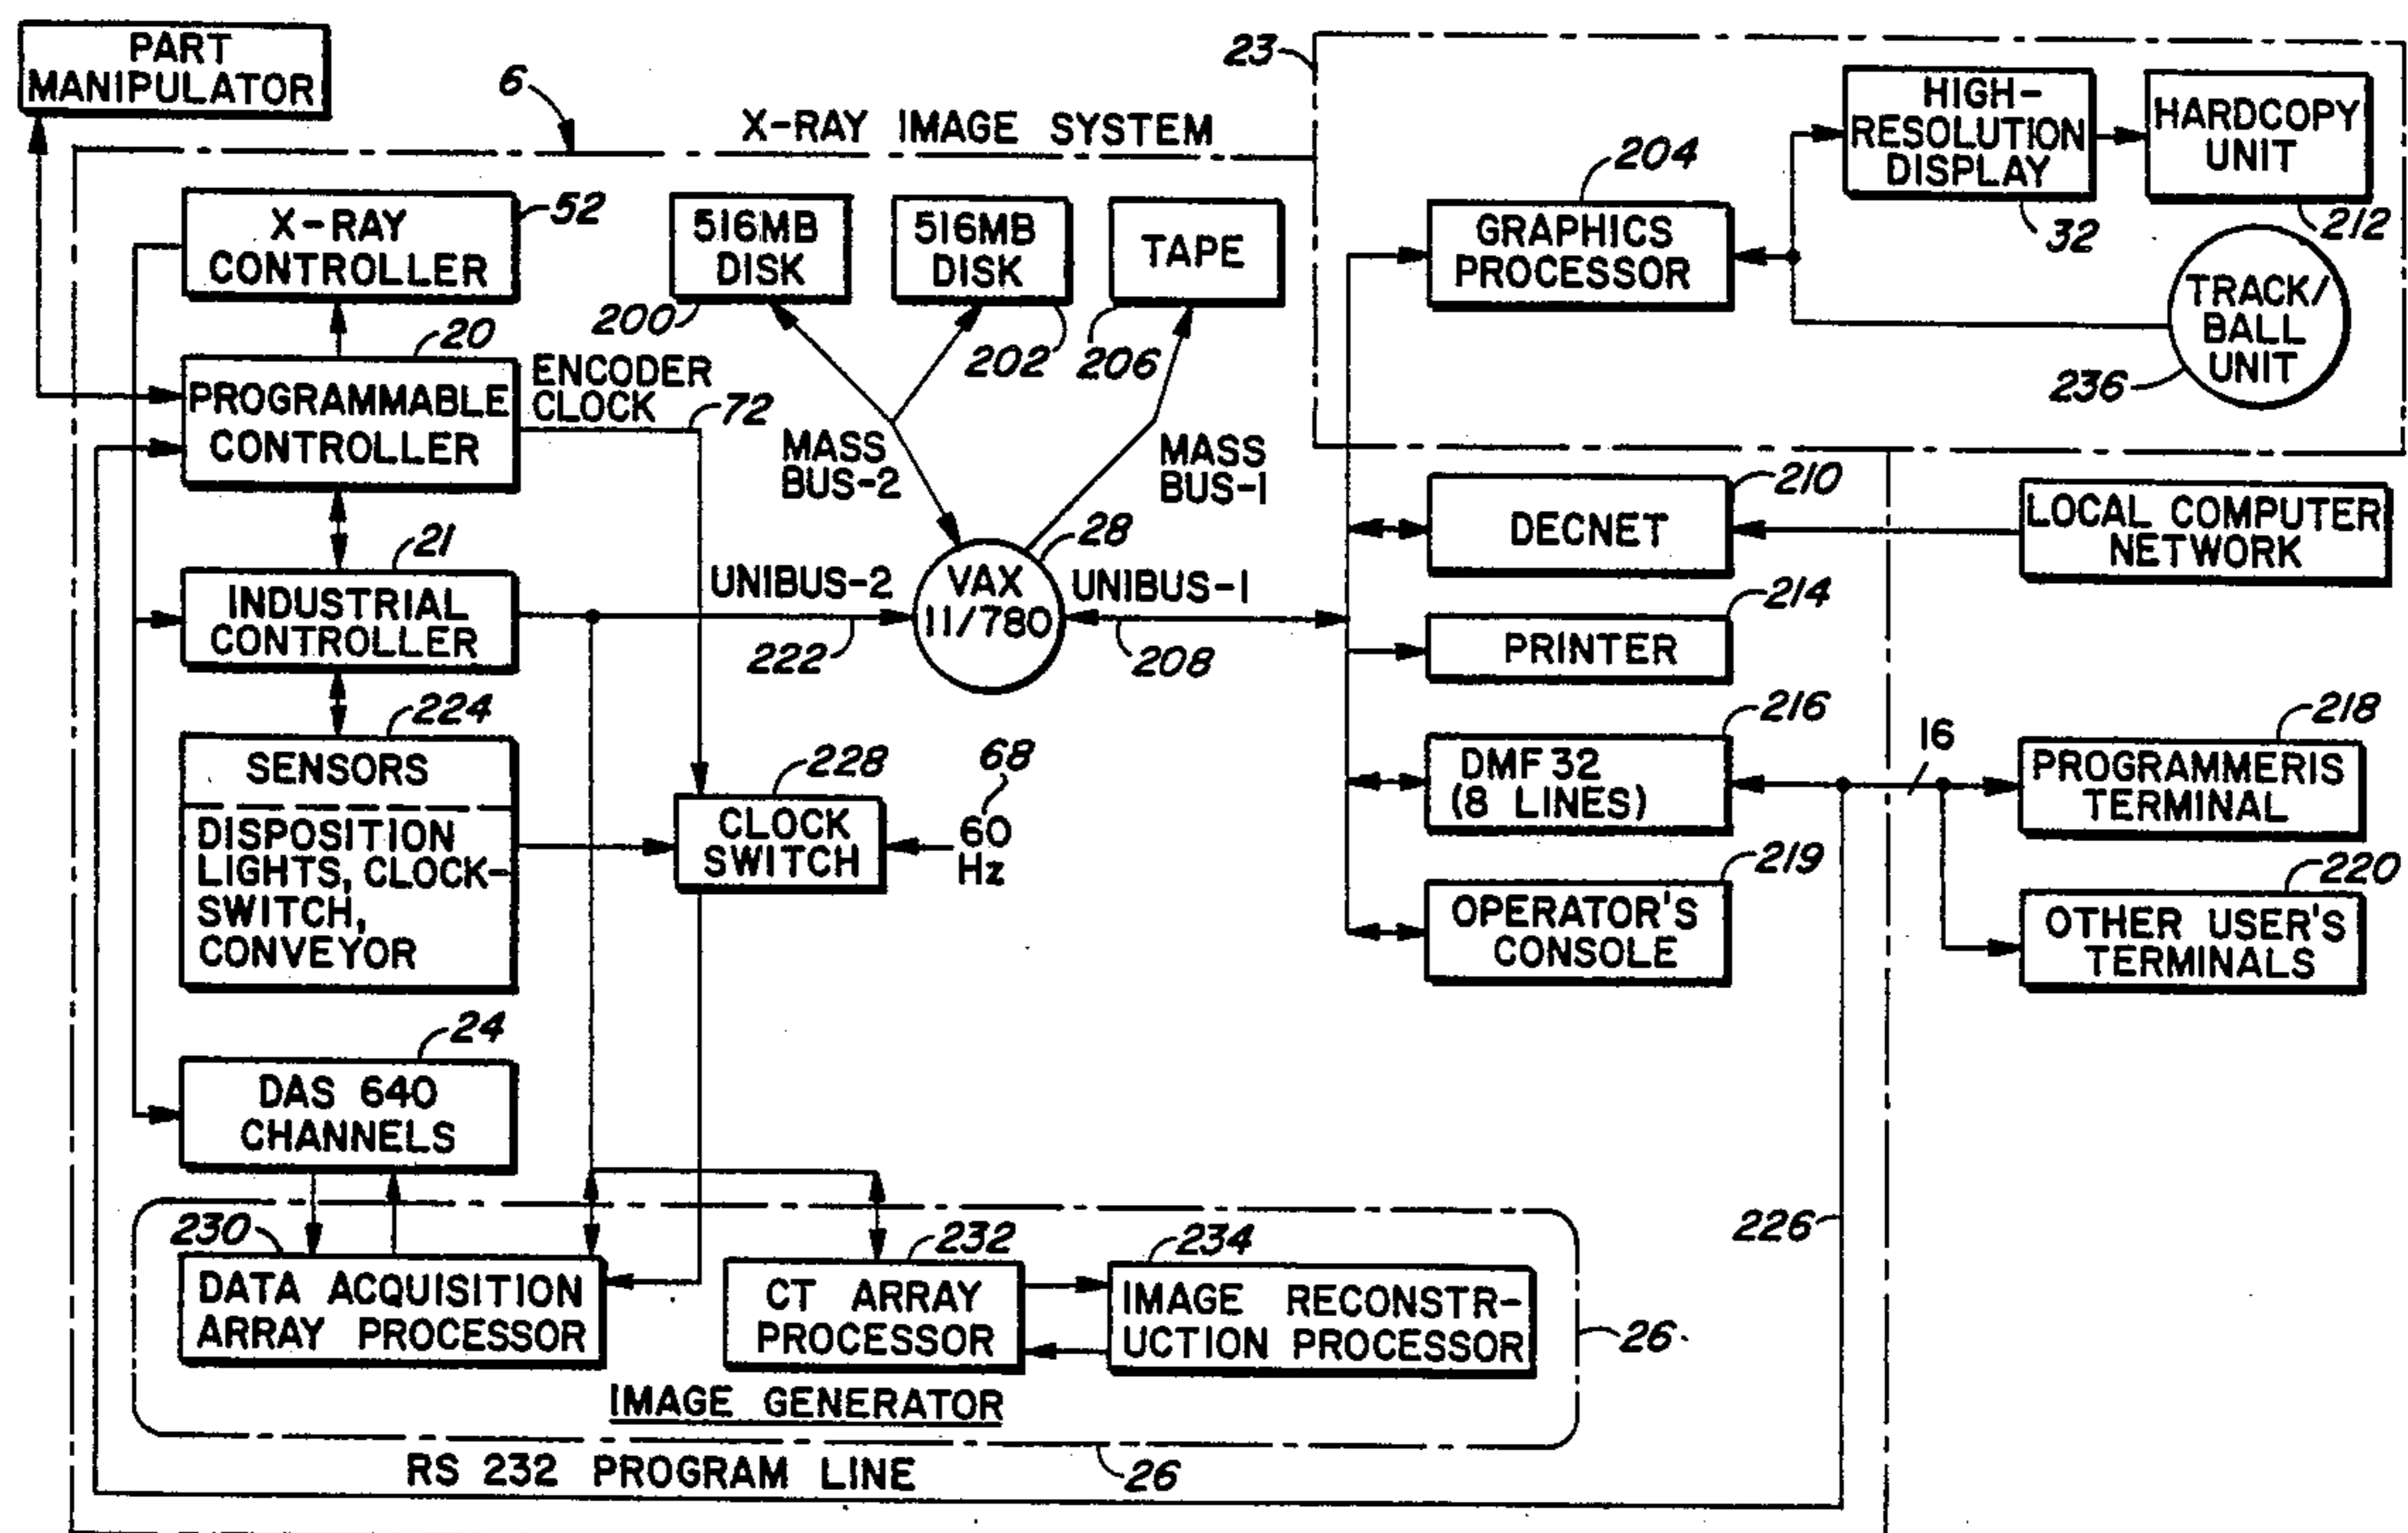 PART
MANIPULATOR
6
X-RAY IMAGE SYSTEM
23
HIGH-
RESOLUTION
DISPLAY
32
HARDCOPY
UNIT
212
204
GRAPHICS
PROCESSOR
TRACK/
BALL
UNIT
236
X-RAY
CONTROLLER
52
516MB
DISK
200
516MB
DISK
202
TAPE
206
20
PROGRAMMABLE
CONTROLLER
ENCODER
CLOCK
72
MASS
BUS-2
MASS
BUS-1
210
DECNET
LOCAL COMPUTER
NETWORK
21
INDUSTRIAL
CONTROLLER
UNIBUS-2
222
28
VAX
11/780
UNIBUS-1
208
214
PRINTER
224
SENSORS
DISPOSITION
LIGHTS, CLOCK-
SWITCH,
CONVEYOR
228
CLOCK
SWITCH
68
60
Hz
216
DMF 32
(8 LINES)
16
218
PROGRAMMERIS
TERMINAL
219
OPERATOR'S
CONSOLE
220
OTHER USER'S
TERMINALS
24
DAS 640
CHANNELS
226
230
DATA ACQUISITION
ARRAY PROCESSOR
232
CT ARRAY
PROCESSOR
234
IMAGE RECONSTR-
UCTION PROCESSOR
26
IMAGE GENERATOR
26
RS 232 PROGRAM LINE